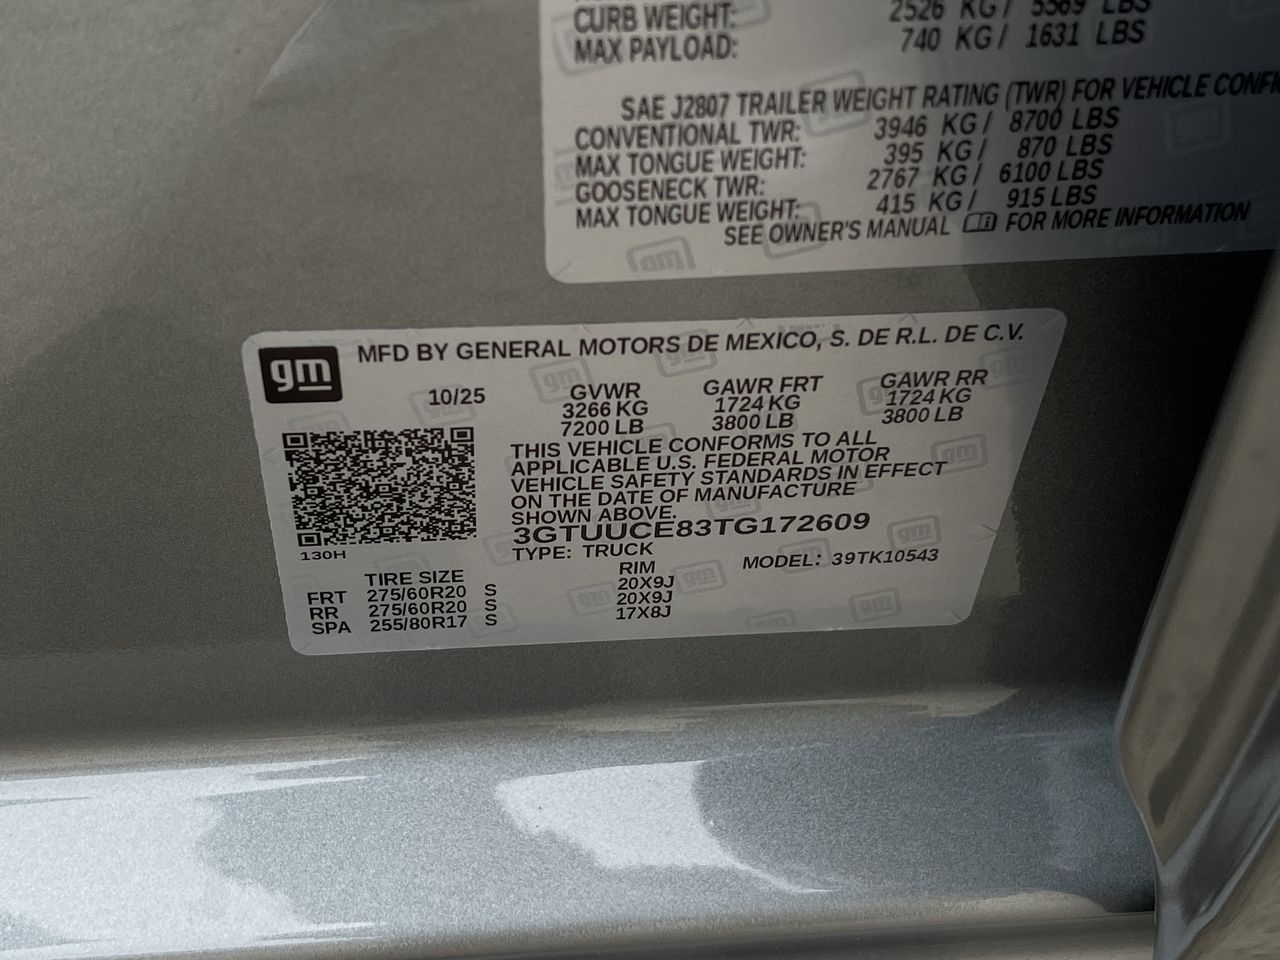 CURB WEIGHT: 2526 KG / 5569 LBS
MAX PAYLOAD: 740 KG / 1631 LBS
SAE J2807 TRAILER WEIGHT RATING (TWR) FOR VEHICLE
CONVENTIONAL TWR: 3946 KG / 8700 LBS
MAX TONGUE WEIGHT: 395 KG / 870 LBS
GOOSENECK TWR: 2767 KG / 6100 LBS
MAX TONGUE WEIGHT: 415 KG / 915 LBS
SEE OWNER'S MANUAL FOR MORE INFORMATION
gm
MFD BY GENERAL MOTORS DE MEXICO, S. DE R.L. DE C.V.
10/25 GVWR GAWR FRT GAWR RR
3266 KG 1724 KG 1724 KG
7200 LB 3800 LB 3800 LB
THIS VEHICLE CONFORMS TO ALL
APPLICABLE U.S. FEDERAL MOTOR
VEHICLE SAFETY STANDARDS IN EFFECT
ON THE DATE OF MANUFACTURE
SHOWN ABOVE.
3GTUUCE83TG172609
130H
TYPE: TRUCK MODEL: 39TK10543
TIRE SIZE RIM
FRT 275/60R20 S 20X9J
RR 275/60R20 S 20X9J
SPA 255/80R17 S 17X8J